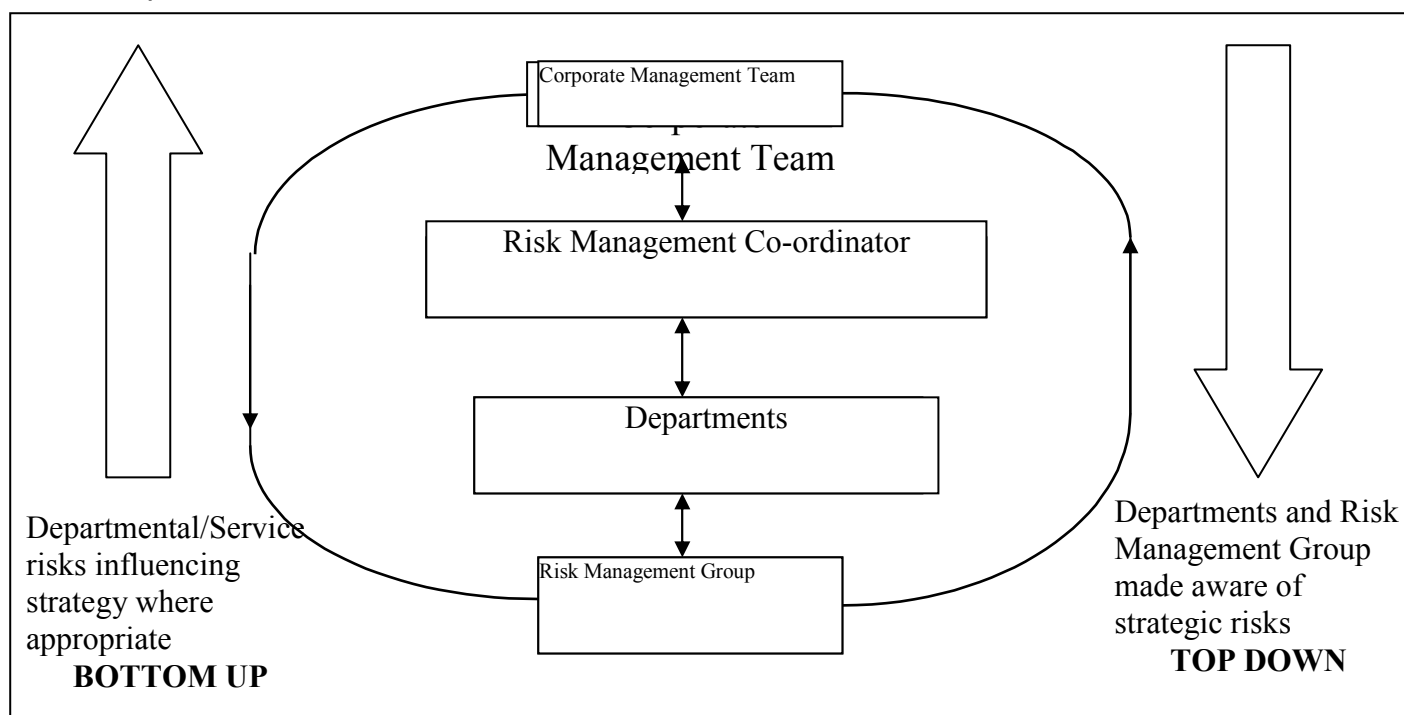 Corporate Management Team
Management Team
Risk Management Co-ordinator
Departments
Risk Management Group
Departmental/Service
risks influencing
strategy where
appropriate
BOTTOM UP
Departments and Risk
Management Group
made aware of
strategic risks
TOP DOWN